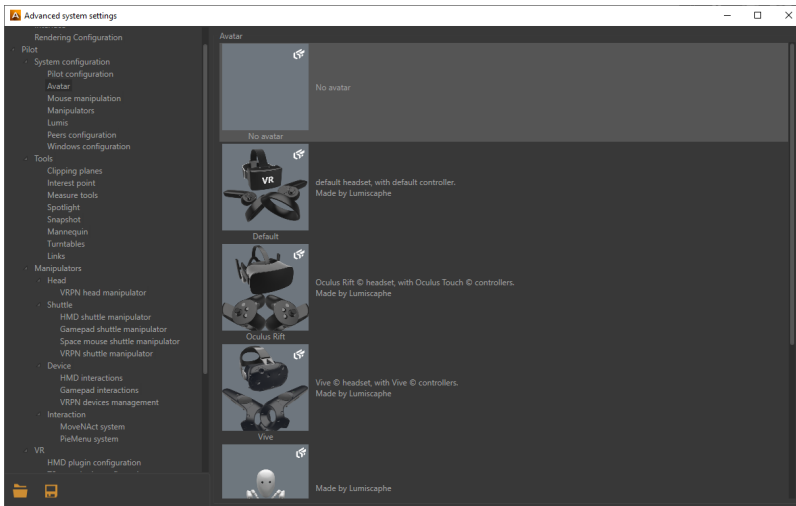 Advanced system settings
Rendering Configuration
Pilot
System configuration
Pilot configuration
Avatar
Mouse manipulation
Manipulators
Lumis
Peers configuration
Windows configuration
Tools
Clipping planes
Interest point
Measure tools
Spotlight
Snapshot
Mannequin
Turntables
Links
Manipulators
Head
VRPN head manipulator
Shuttle
HMD shuttle manipulator
Gamepad shuttle manipulator
Space mouse shuttle manipulator
VRPN shuttle manipulator
Device
HMD interactions
Gamepad interactions
VRPN devices management
Interaction
MoveNAct system
PieMenu system
VR
HMD plugin configuration
Avatar
No avatar
No avatar
VR
Default
default headset, with default controller.
Made by Lumiscaphe
Oculus Rift
Oculus Rift © headset, with Oculus Touch © controllers.
Made by Lumiscaphe
Vive
Vive © headset, with Vive © controllers.
Made by Lumiscaphe
Made by Lumiscaphe